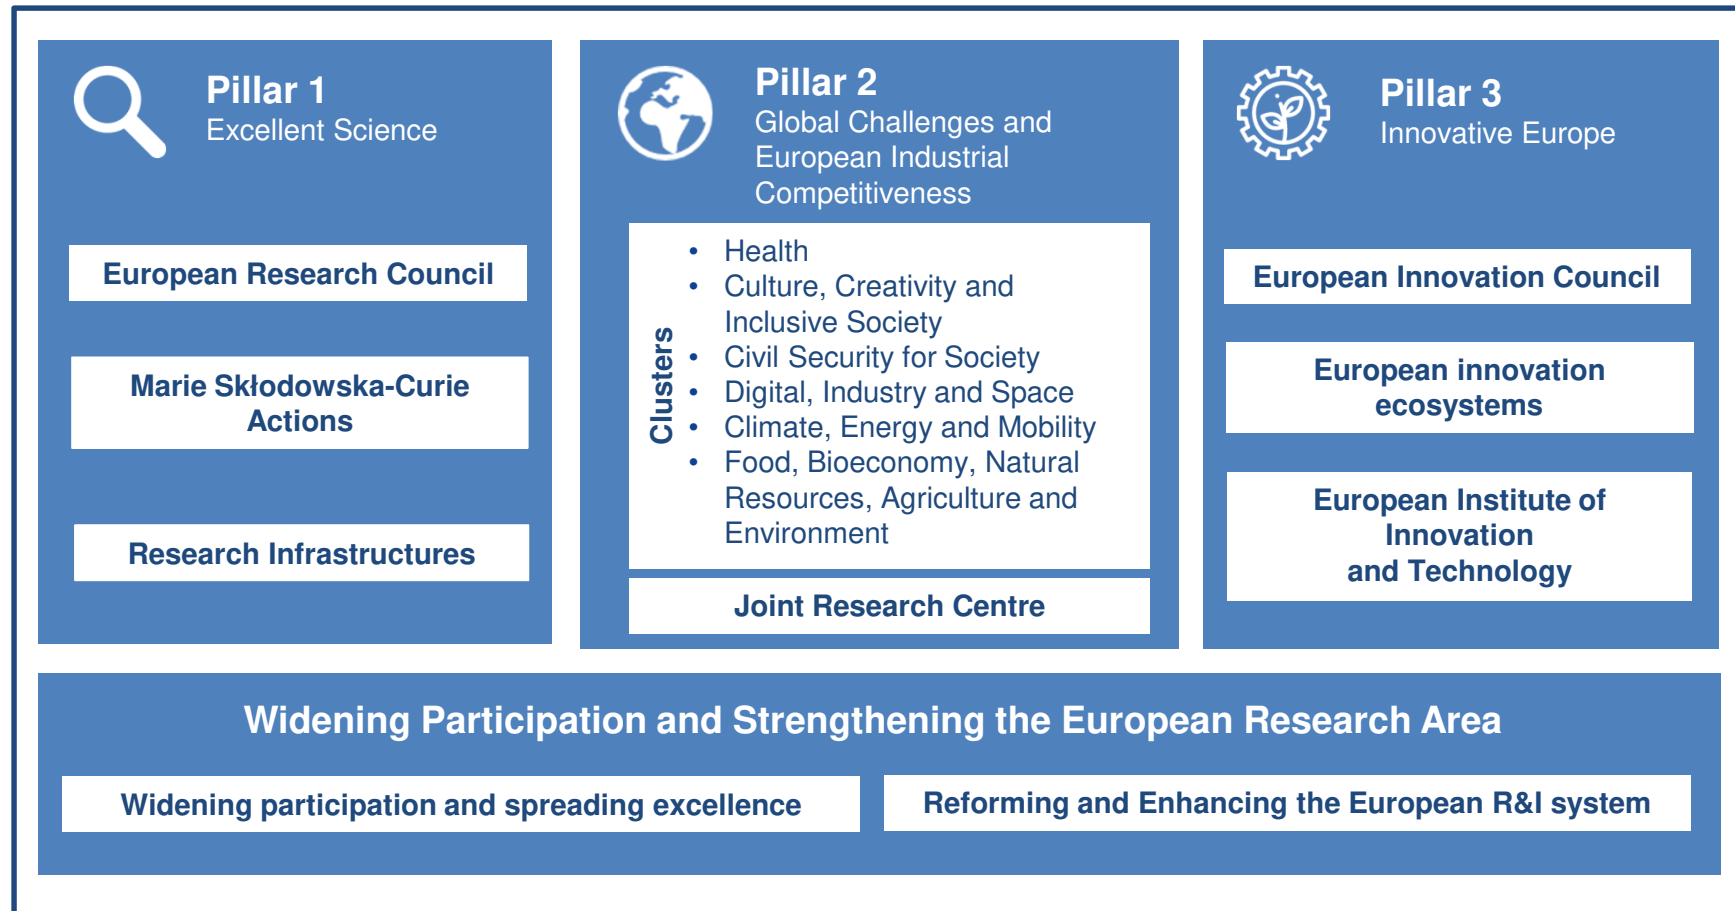 Pillar 1
Excellent Science
European Research Council
Marie Skłodowska-Curie
Actions
Research Infrastructures
Pillar 2
Global Challenges and
European Industrial
Competitiveness
Clusters
• Health
• Culture, Creativity and
Inclusive Society
• Civil Security for Society
• Digital, Industry and Space
• Climate, Energy and Mobility
• Food, Bioeconomy, Natural
Resources, Agriculture and
Environment
Joint Research Centre
Pillar 3
Innovative Europe
European Innovation Council
European innovation
ecosystems
European Institute of
Innovation
and Technology
Widening Participation and Strengthening the European Research Area
Widening participation and spreading excellence
Reforming and Enhancing the European R&I system